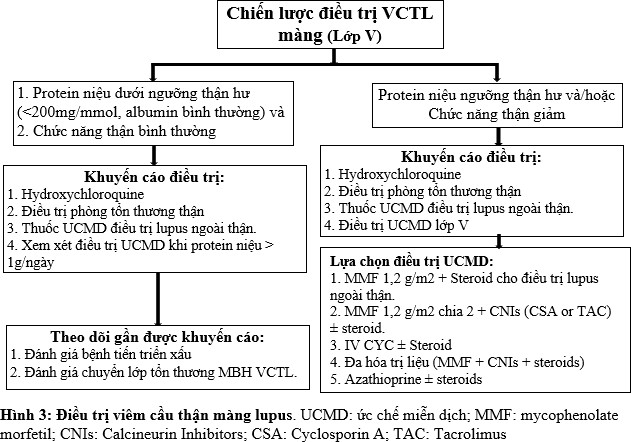 Chiến lược điều trị VCTL
màng (Lớp V)
1. Protein niệu dưới ngưỡng thận hư
(<200mg/mmol, albumin bình thường) và
2. Chức năng thận bình thường
Protein niệu ngưỡng thận hư và/hoặc
Chức năng thận giảm
Khuyến cáo điều trị:
1. Hydroxychloroquine
2. Điều trị phòng tổn thương thận
3. Thuốc UCMD điều trị lupus ngoài thận.
4. Xem xét điều trị UCMD khi protein niệu >
1g/ngày
Khuyến cáo điều trị:
1. Hydroxychloroquine
2. Điều trị phòng tổn thương thận
3. Thuốc UCMD điều trị lupus ngoài thận.
4. Điều trị UCMD lớp V
Lựa chọn điều trị UCMD:
1. MMF 1,2 g/m2 + Steroid cho điều trị lupus
ngoài thận.
2. MMF 1,2 g/m2 chia 2 + CNIs (CSA or TAC)
± steroid.
3. IV CYC ± Steroid
4. Đa hóa trị liệu (MMF + CNIs + steroids)
5. Azathioprine ± steroids
Theo dõi gần được khuyến cáo:
1. Đánh giá bệnh tiến triển xấu
2. Đánh giá chuyển lớp tổn thương MBH VCTL.
Hình 3: Điều trị viêm cầu thận màng lupus. UCMD: ức chế miễn dịch; MMF: mycophenolate
morfetil; CNIs: Calcineurin Inhibitors; CSA: Cyclosporin A; TAC: Tacrolimus